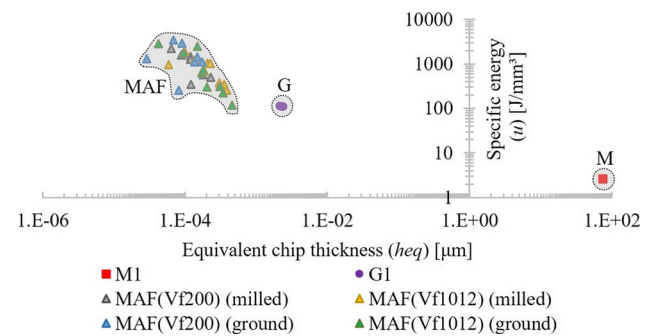 10000
1000
100
10
1
Specific energy
(u) [J/mm³]
MAF
G
M
1.E-06
1.E-04
1.E-02
1.E+00
1.E+02
Equivalent chip thickness (heq) [µm]
M1
G1
MAF(Vf200) (milled)
MAF(Vf1012) (milled)
MAF(Vf200) (ground)
MAF(Vf1012) (ground)